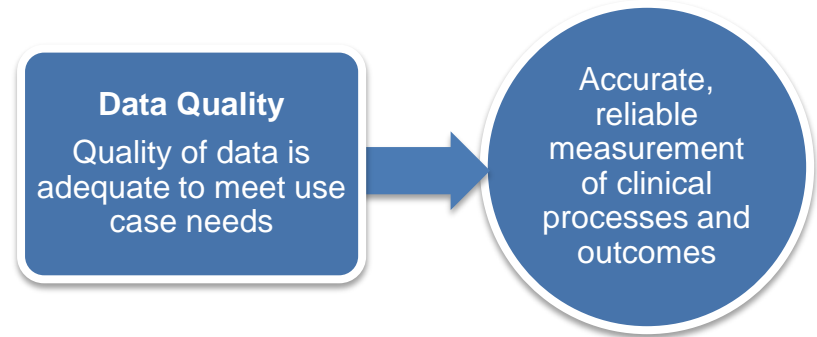 Data Quality
Quality of data is
adequate to meet use
case needs
Accurate,
reliable
measurement
of clinical
processes and
outcomes